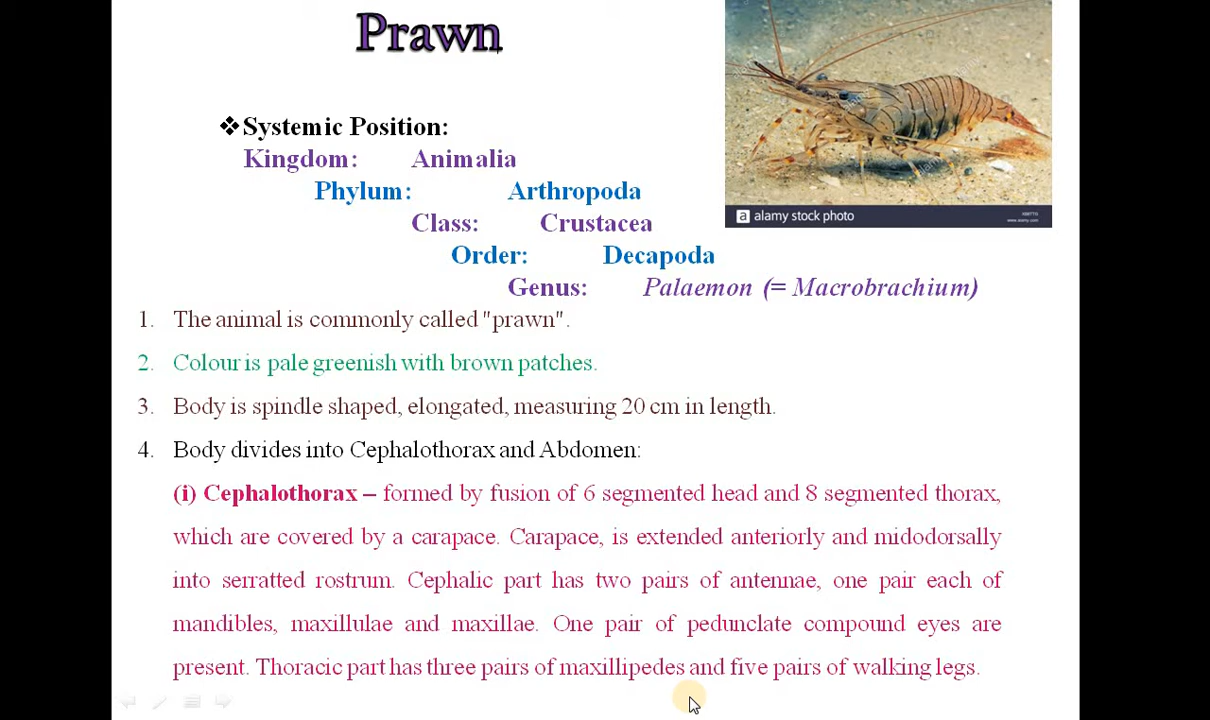 Prawn
❖Systemic Position:
Kingdom: Animalia
Phylum: Arthropoda
Class: Crustacea
Order: Decapoda
Genus: Palaemon (= Macrobrachium)
a alamy stock photo
www.alamy.com
1. The animal is commonly called "prawn".
2. Colour is pale greenish with brown patches.
3. Body is spindle shaped, elongated, measuring 20 cm in length.
4. Body divides into Cephalothorax and Abdomen:
(i) Cephalothorax – formed by fusion of 6 segmented head and 8 segmented thorax,
which are covered by a carapace. Carapace, is extended anteriorly and midodorsally
into serratted rostrum. Cephalic part has two pairs of antennae, one pair each of
mandibles, maxillulae and maxillae. One pair of pedunclate compound eyes are
present. Thoracic part has three pairs of maxillipedes and five pairs of walking legs.